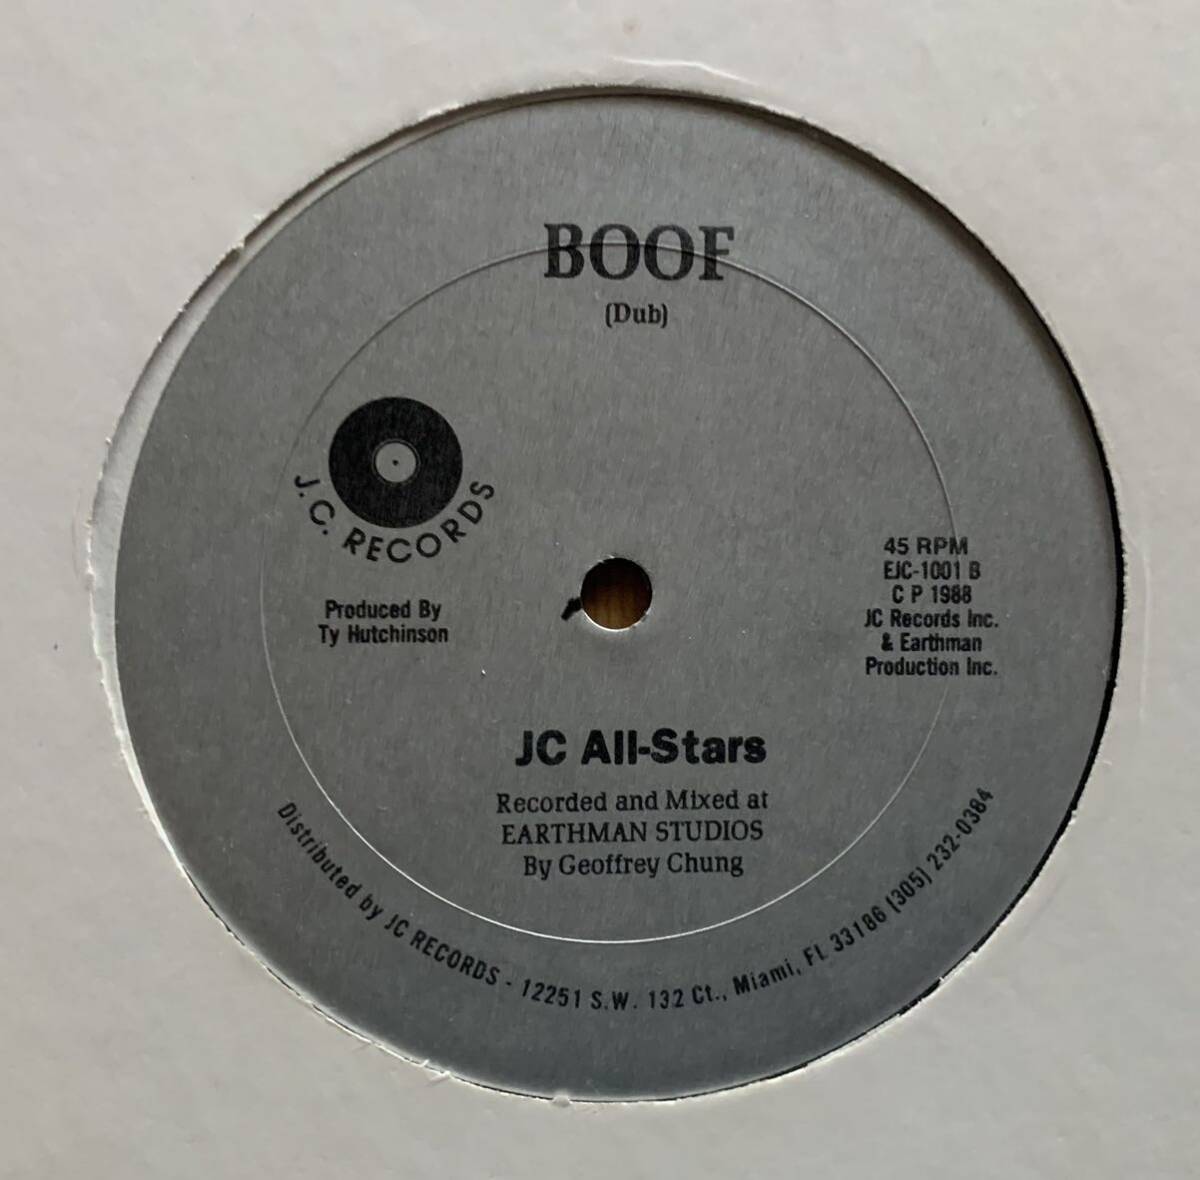 BOOF
(Dub)
J.C. RECORDS
Produced By
Ty Hutchinson
45 RPM
EJC-1001 B
C P 1988
JC Records Inc.
& Earthman
Production Inc.
JC All-Stars
Recorded and Mixed at
EARTHMAN STUDIOS
By Geoffrey Chung
Distributed by JC RECORDS - 12251 S.W. 132 Ct., Miami, FL 33186 (305) 232-0384